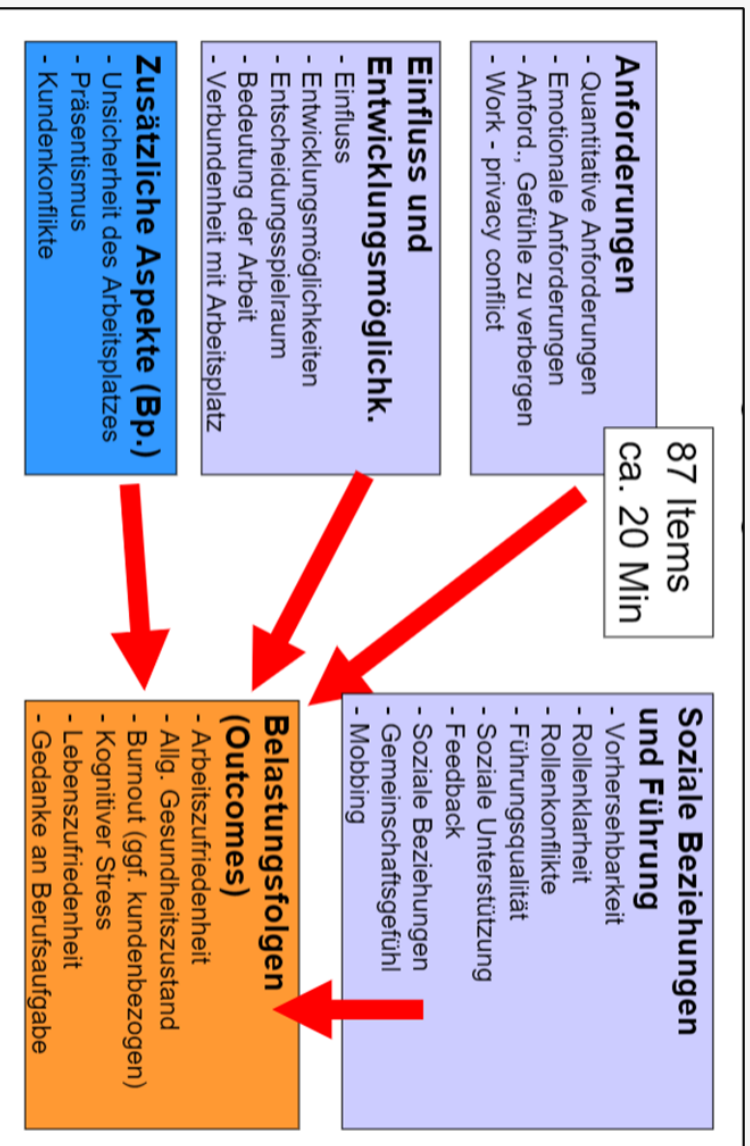 87 Items
ca. 20 Min
Anforderungen
- Quantitative Anforderungen
- Emotionale Anforderungen
- Anford., Gefühle zu verbergen
- Work - privacy conflict
Soziale Beziehungen
und Führung
- Vorhersehbarkeit
- Rollenklarheit
- Rollenkonflikte
- Führungsqualität
- Soziale Unterstützung
- Feedback
- Soziale Beziehungen
- Gemeinschaftsgefühl
- Mobbing
Einfluss und
Entwicklungsmöglichk.
- Einfluss
- Entwicklungsmöglichkeiten
- Entscheidungsspielraum
- Bedeutung der Arbeit
- Verbundenheit mit Arbeitsplatz
Zusätzliche Aspekte (Bp.)
- Unsicherheit des Arbeitsplatzes
- Präsentismus
- Kundenkonflikte
Belastungsfolgen
(Outcomes)
- Arbeitszufriedenheit
- Allg. Gesundheitszustand
- Burnout (ggf. kundenbezogen)
- Kognitiver Stress
- Lebenszufriedenheit
- Gedanke an Berufsaufgabe